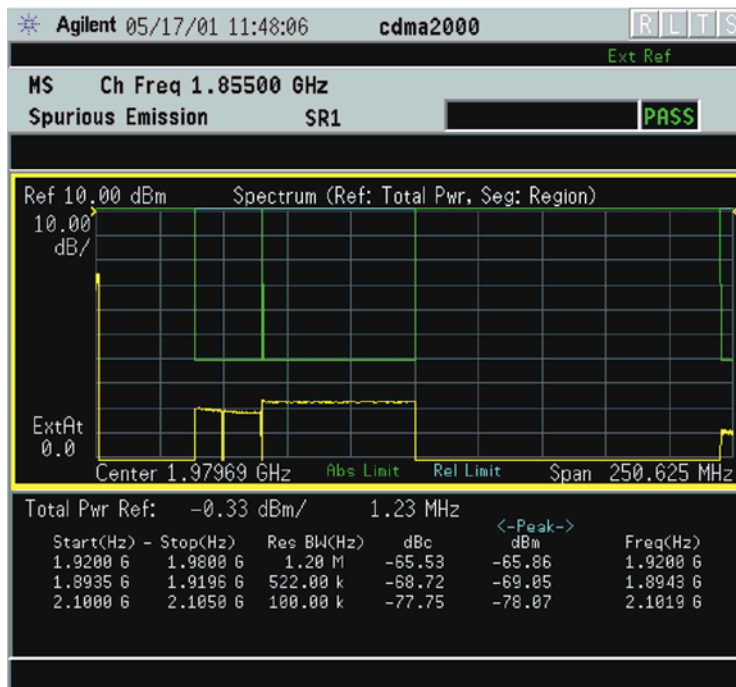 Agilent 05/17/01 11:48:06 cdma2000 R L T S
Ext Ref
MS Ch Freq 1.85500 GHz
Spurious Emission SR1 PASS
Ref 10.00 dBm Spectrum (Ref: Total Pwr, Seg: Region)
10.00
dB/
ExtAt
0.0
Center 1.97969 GHz Abs Limit Rel Limit Span 250.625 MHz
Total Pwr Ref: -0.33 dBm/ 1.23 MHz
<-Peak->
Start(Hz) - Stop(Hz) Res BW(Hz) dBc dBm Freq(Hz)
1.9200 G 1.9800 G 1.20 M -65.53 -65.86 1.9200 G
1.8935 G 1.9196 G 522.00 k -68.72 -69.05 1.8943 G
2.1000 G 2.1050 G 100.00 k -77.75 -78.07 2.1019 G